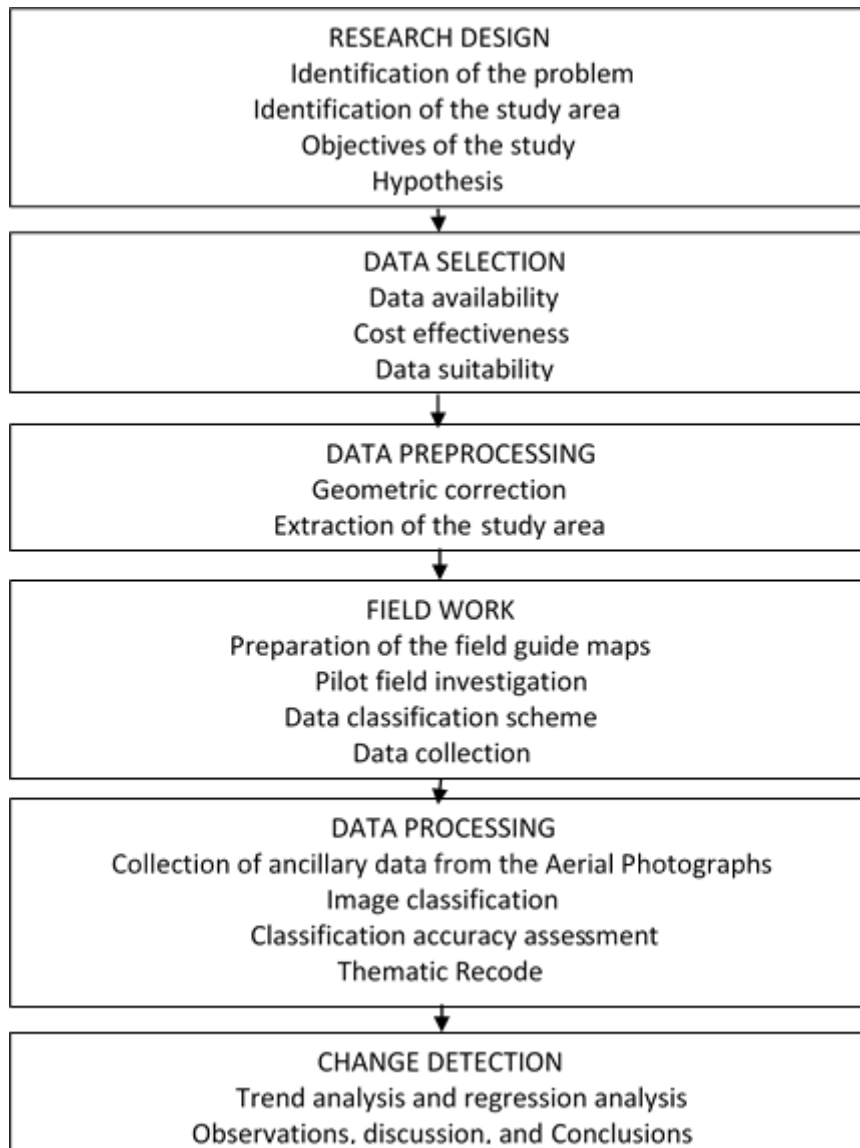 RESEARCH DESIGN
Identification of the problem
Identification of the study area
Objectives of the study
Hypothesis
DATA SELECTION
Data availability
Cost effectiveness
Data suitability
DATA PREPROCESSING
Geometric correction
Extraction of the study area
FIELD WORK
Preparation of the field guide maps
Pilot field investigation
Data classification scheme
Data collection
DATA PROCESSING
Collection of ancillary data from the Aerial Photographs
Image classification
Classification accuracy assessment
Thematic Recode
CHANGE DETECTION
Trend analysis and regression analysis
Observations, discussion, and Conclusions